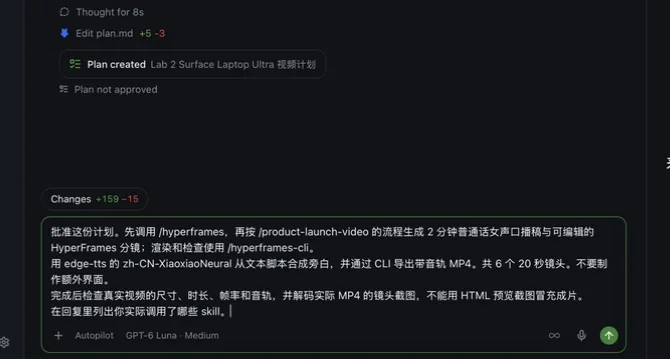 Thought for 8s
Edit plan.md +5 -3
Plan created Lab 2 Surface Laptop Ultra 视频计划
Plan not approved
Changes +159 -15
批准这份计划。先调用 /hyperframes，再按 /product-launch-video 的流程生成 2 分钟普通话女声口播稿与可编辑的
HyperFrames 分镜；渲染和检查使用 /hyperframes-cli。
用 edge-tts 的 zh-CN-XiaoxiaoNeural 从文本脚本合成旁白，并通过 CLI 导出带音轨 MP4。共 6 个 20 秒镜头。不要制
作额外界面。
完成后检查真实视频的尺寸、时长、帧率和音轨，并解码实际 MP4 的镜头截图，不能用 HTML 预览截图冒充成片。
在回复里列出你实际调用了哪些 skill。
Autopilot GPT-6 Luna · Medium